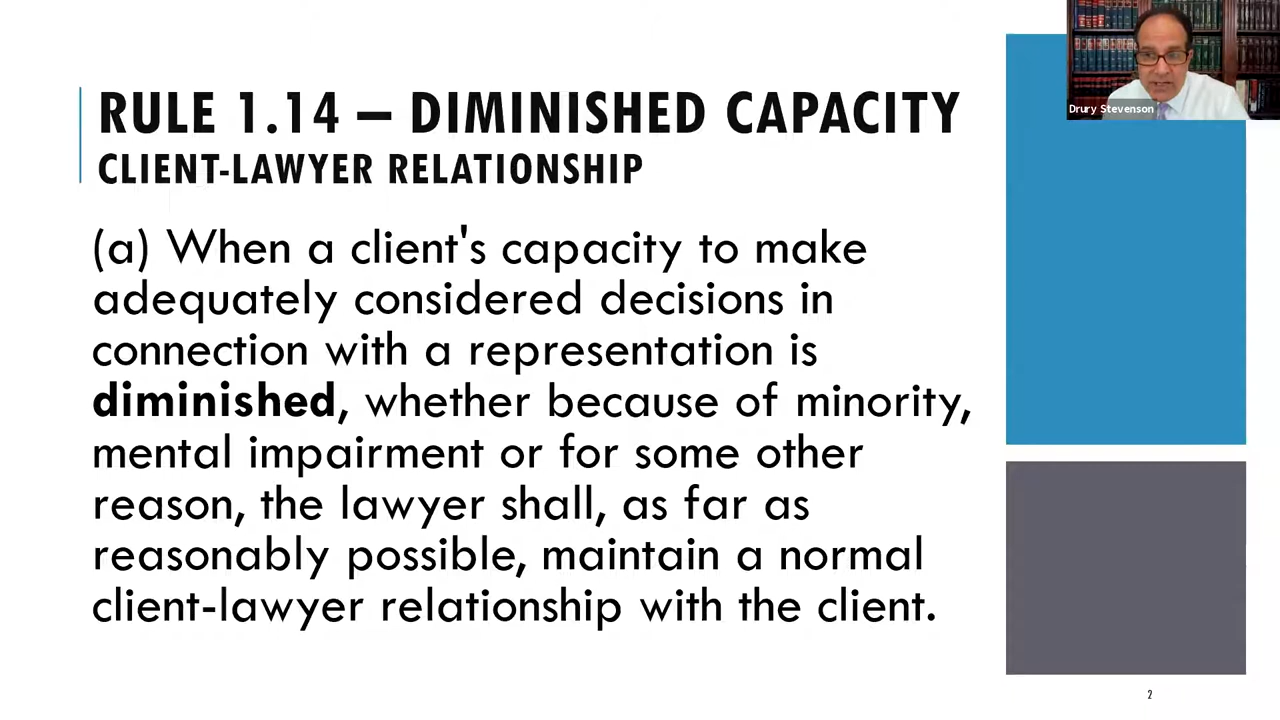 RULE 1.14 – DIMINISHED CAPACITY
CLIENT-LAWYER RELATIONSHIP
(a) When a client's capacity to make
adequately considered decisions in
connection with a representation is
diminished, whether because of minority,
mental impairment or for some other
reason, the lawyer shall, as far as
reasonably possible, maintain a normal
client-lawyer relationship with the client.
Drury Stevenson
2